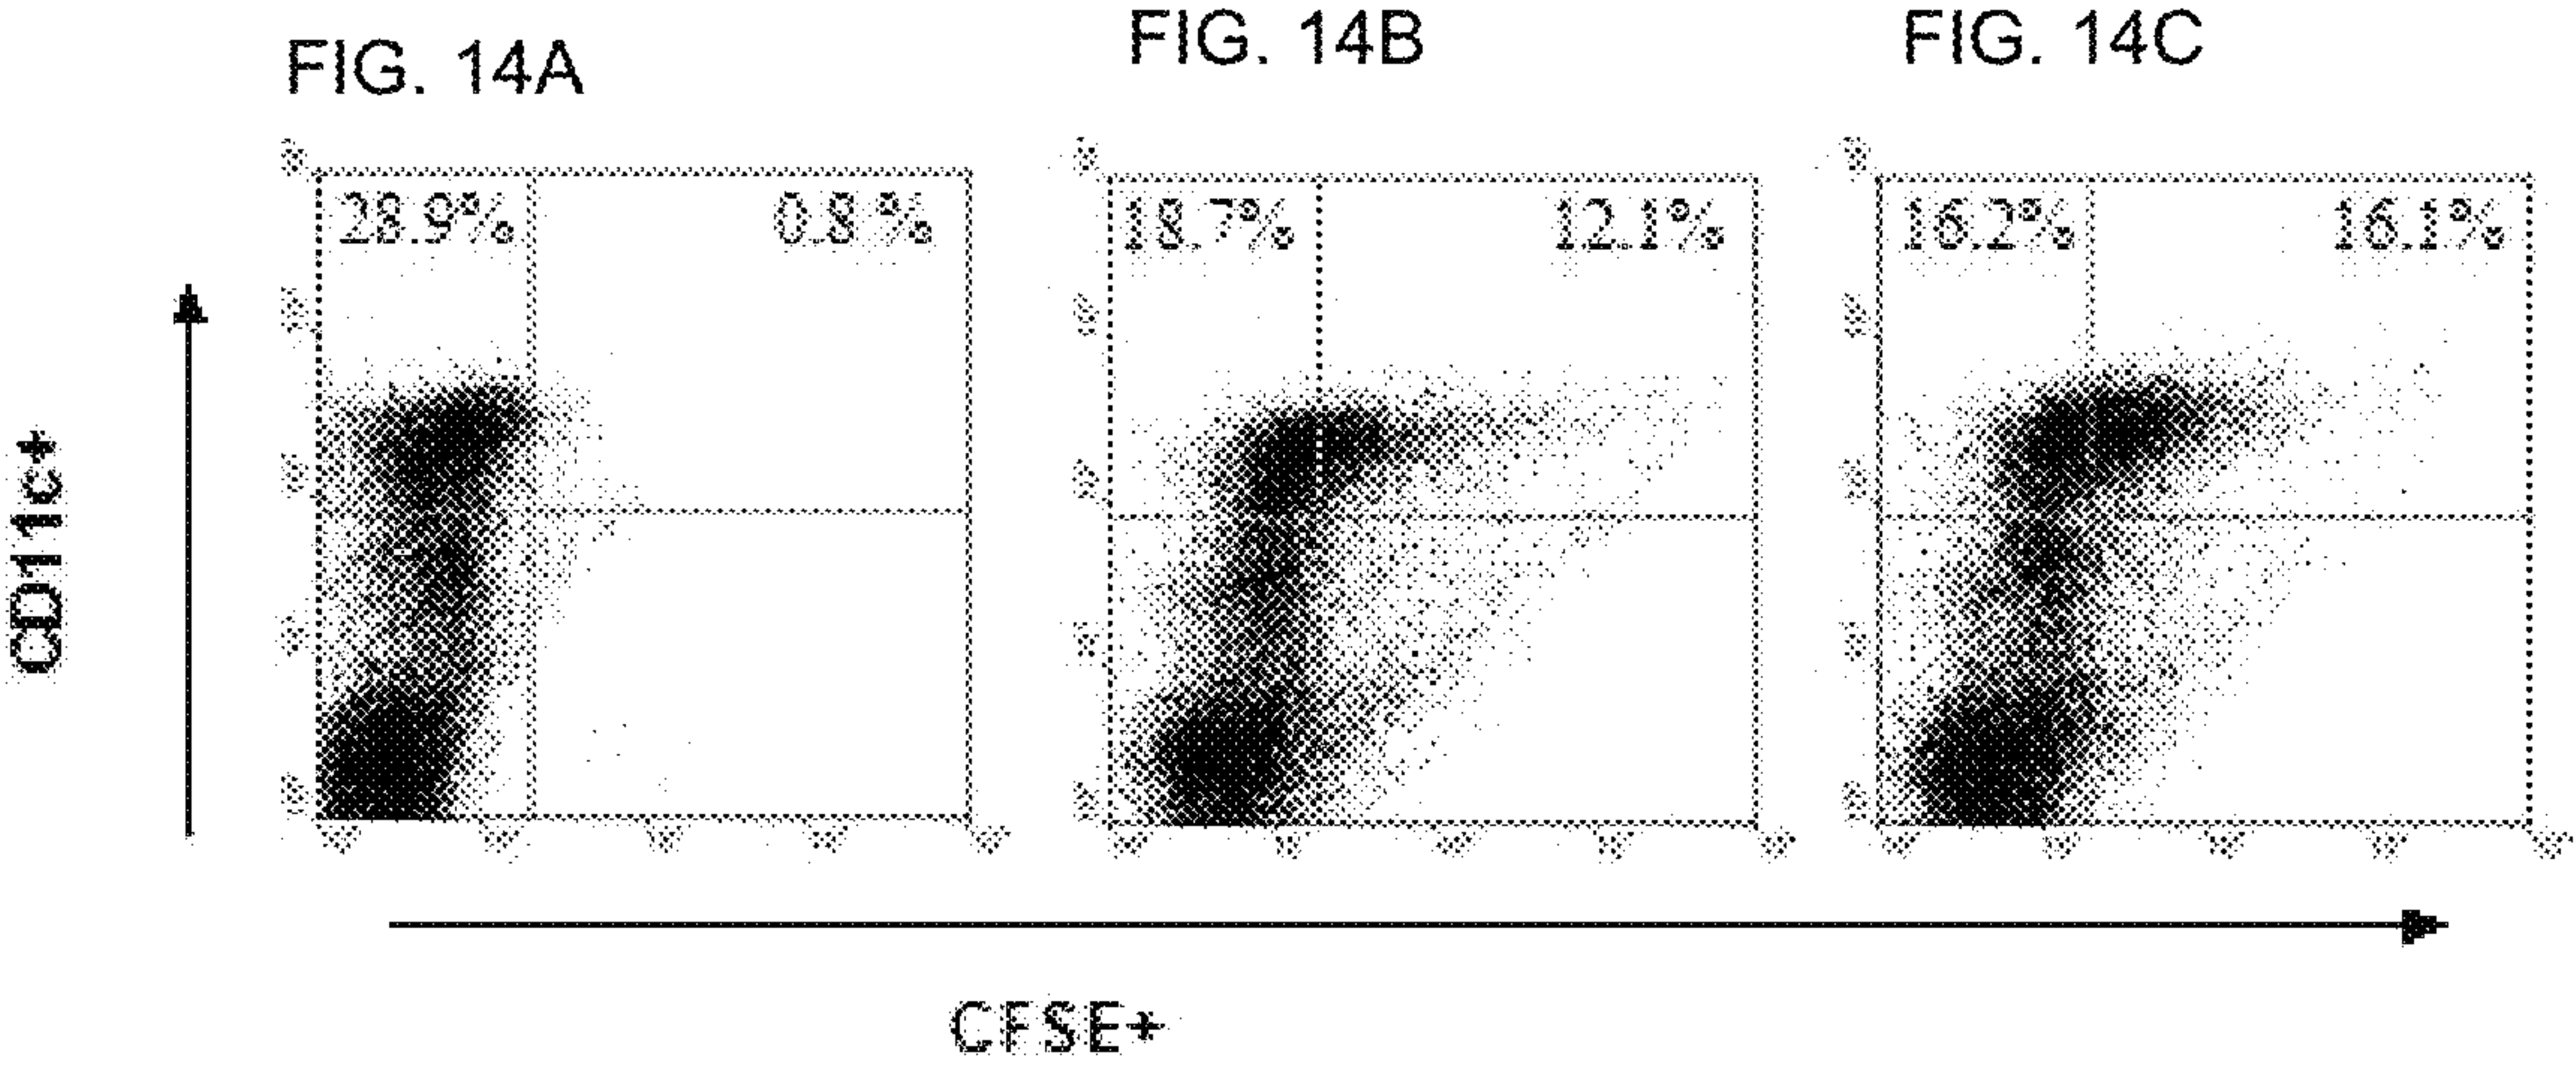 FIG. 14A
FIG. 14B
FIG. 14C
28.9%
0.8%
18.7%
12.1%
16.2%
16.1%
CD11c+
CFSE+